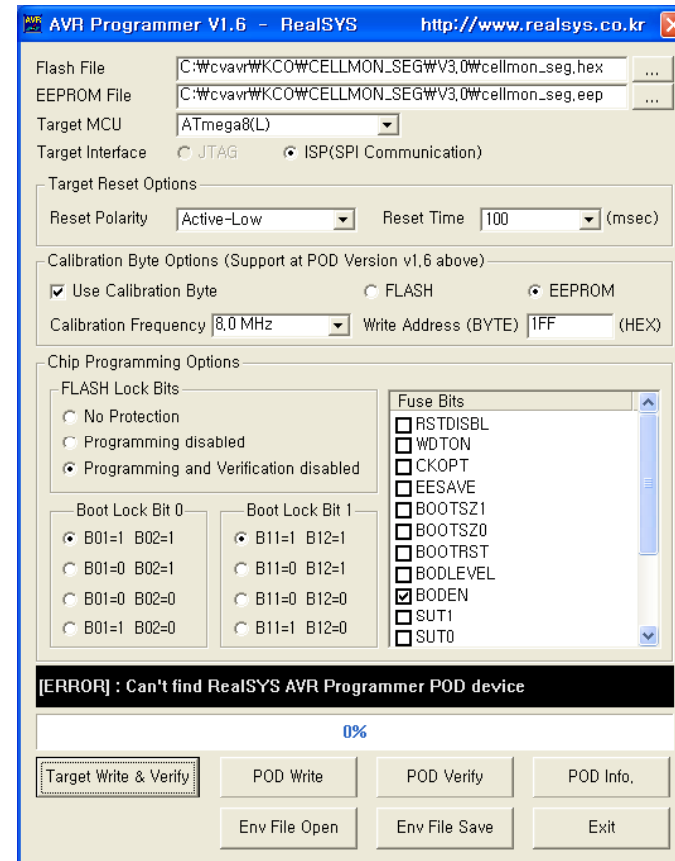 AVR Programmer V1.6 - RealSYS http://www.realsys.co.kr
Flash File C:₩cvavr₩KCO₩CELLMON_SEG₩V3,0₩cellmon_seg,hex ...
EEPROM File C:₩cvavr₩KCO₩CELLMON_SEG₩V3,0₩cellmon_seg,eep ...
Target MCU ATmega8(L)
Target Interface JTAG ISP(SPI Communication)
Target Reset Options
Reset Polarity Active-Low Reset Time 100 (msec)
Calibration Byte Options (Support at POD Version v1,6 above)
Use Calibration Byte FLASH EEPROM
Calibration Frequency 8,0 MHz Write Address (BYTE) 1FF (HEX)
Chip Programming Options
FLASH Lock Bits
No Protection
Programming disabled
Programming and Verification disabled
Boot Lock Bit 0
B01=1 B02=1
B01=0 B02=1
B01=0 B02=0
B01=1 B02=0
Boot Lock Bit 1
B11=1 B12=1
B11=0 B12=1
B11=0 B12=0
B11=1 B12=0
Fuse Bits
RSTDISBL
WDTON
CKOPT
EESAVE
BOOTSZ1
BOOTSZ0
BOOTRST
BODLEVEL
BODEN
SUT1
SUT0
[ERROR] : Can't find RealSYS AVR Programmer POD device
0%
Target Write & Verify POD Write POD Verify POD Info,
Env File Open Env File Save Exit